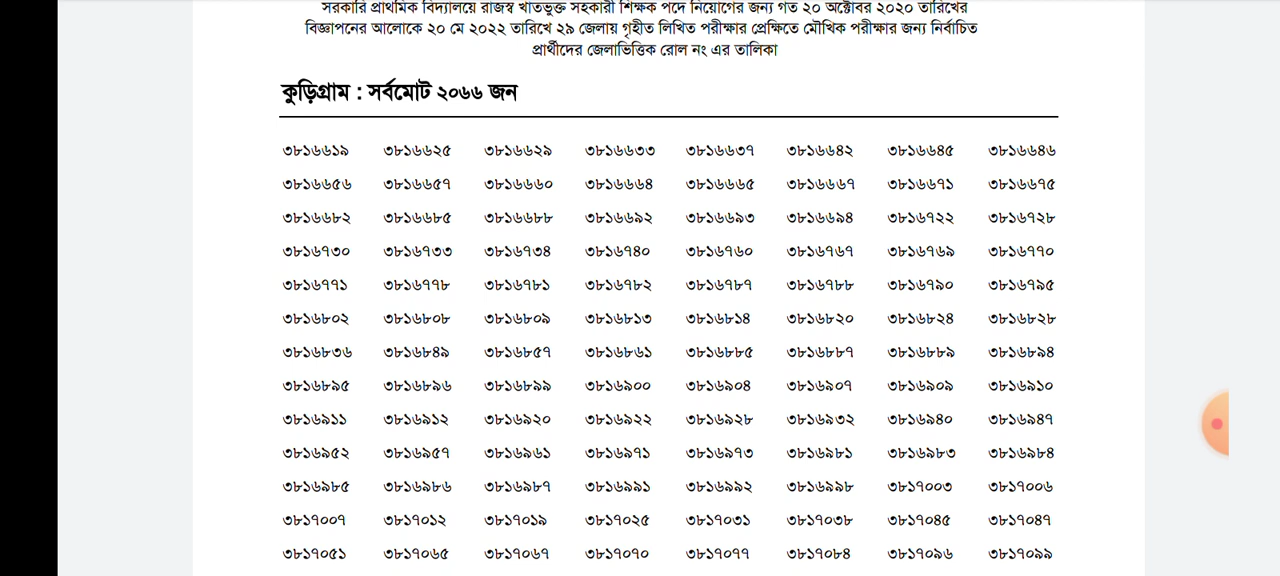 সরকারি প্রাথমিক বিদ্যালয়ে রাজস্ব খাতভুক্ত সহকারী শিক্ষক পদে নিয়োগের জন্য গত ২০ অক্টোবর ২০২০ তারিখের
বিজ্ঞাপনের আলোকে ২০ মে ২০২২ তারিখে ২৯ জেলায় গৃহীত লিখিত পরীক্ষার প্রেক্ষিতে মৌখিক পরীক্ষার জন্য নির্বাচিত
প্রার্থীদের জেলাভিত্তিক রোল নং এর তালিকা
কুড়িগ্রাম : সর্বমোট ২০৬৬ জন
৩৮১৬৬১৯ ৩৮১৬৬২৫ ৩৮১৬৬২৯ ৩৮১৬৬৩৩ ৩৮১৬৬৩৭ ৩৮১৬৬৪২ ৩৮১৬৬৪৫ ৩৮১৬৬৪৬
৩৮১৬৬৫৬ ৩৮১৬৬৫৭ ৩৮১৬৬৬০ ৩৮১৬৬৬৪ ৩৮১৬৬৬৫ ৩৮১৬৬৬৭ ৩৮১৬৬৭১ ৩৮১৬৬৭৫
৩৮১৬৬৮২ ৩৮১৬৬৮৫ ৩৮১৬৬৮৮ ৩৮১৬৬৯২ ৩৮১৬৬৯৩ ৩৮১৬৬৯৪ ৩৮১৬৭২২ ৩৮১৬৭২৮
৩৮১৬৭৩০ ৩৮১৬৭৩৩ ৩৮১৬৭৩৪ ৩৮১৬৭৪০ ৩৮১৬৭৬০ ৩৮১৬৭৬৭ ৩৮১৬৭৬৯ ৩৮১৬৭৭০
৩৮১৬৭৭১ ৩৮১৬৭৭৮ ৩৮১৬৭৮১ ৩৮১৬৭৮২ ৩৮১৬৭৮৭ ৩৮১৬৭৮৮ ৩৮১৬৭৯০ ৩৮১৬৭৯৫
৩৮১৬৮০২ ৩৮১৬৮০৮ ৩৮১৬৮০৯ ৩৮১৬৮১৩ ৩৮১৬৮১৪ ৩৮১৬৮২০ ৩৮১৬৮২৪ ৩৮১৬৮২৮
৩৮১৬৮৩৬ ৩৮১৬৮৪৯ ৩৮১৬৮৫৭ ৩৮১৬৮৬১ ৩৮১৬৮৮৫ ৩৮১৬৮৮৭ ৩৮১৬৮৮৯ ৩৮১৬৮৯৪
৩৮১৬৮৯৫ ৩৮১৬৮৯৬ ৩৮১৬৮৯৯ ৩৮১৬৯০০ ৩৮১৬৯০৪ ৩৮১৬৯০৭ ৩৮১৬৯০৯ ৩৮১৬৯১০
৩৮১৬৯১১ ৩৮১৬৯১২ ৩৮১৬৯২০ ৩৮১৬৯২২ ৩৮১৬৯২৮ ৩৮১৬৯৩২ ৩৮১৬৯৪০ ৩৮১৬৯৪৭
৩৮১৬৯৫২ ৩৮১৬৯৫৭ ৩৮১৬৯৬১ ৩৮১৬৯৭১ ৩৮১৬৯৭৩ ৩৮১৬৯৮১ ৩৮১৬৯৮৩ ৩৮১৬৯৮৪
৩৮১৬৯৮৫ ৩৮১৬৯৮৬ ৩৮১৬৯৮৭ ৩৮১৬৯৯১ ৩৮১৬৯৯২ ৩৮১৬৯৯৮ ৩৮১৭০০৩ ৩৮১৭০০৬
৩৮১৭০০৭ ৩৮১৭০১২ ৩৮১৭০১৯ ৩৮১৭০২৫ ৩৮১৭০৩১ ৩৮১৭০৩৮ ৩৮১৭০৪৫ ৩৮১৭০৪৭
৩৮১৭০৫১ ৩৮১৭০৬৫ ৩৮১৭০৬৭ ৩৮১৭০৭০ ৩৮১৭০৭৭ ৩৮১৭০৮৪ ৩৮১৭০৯৬ ৩৮১৭০৯৯